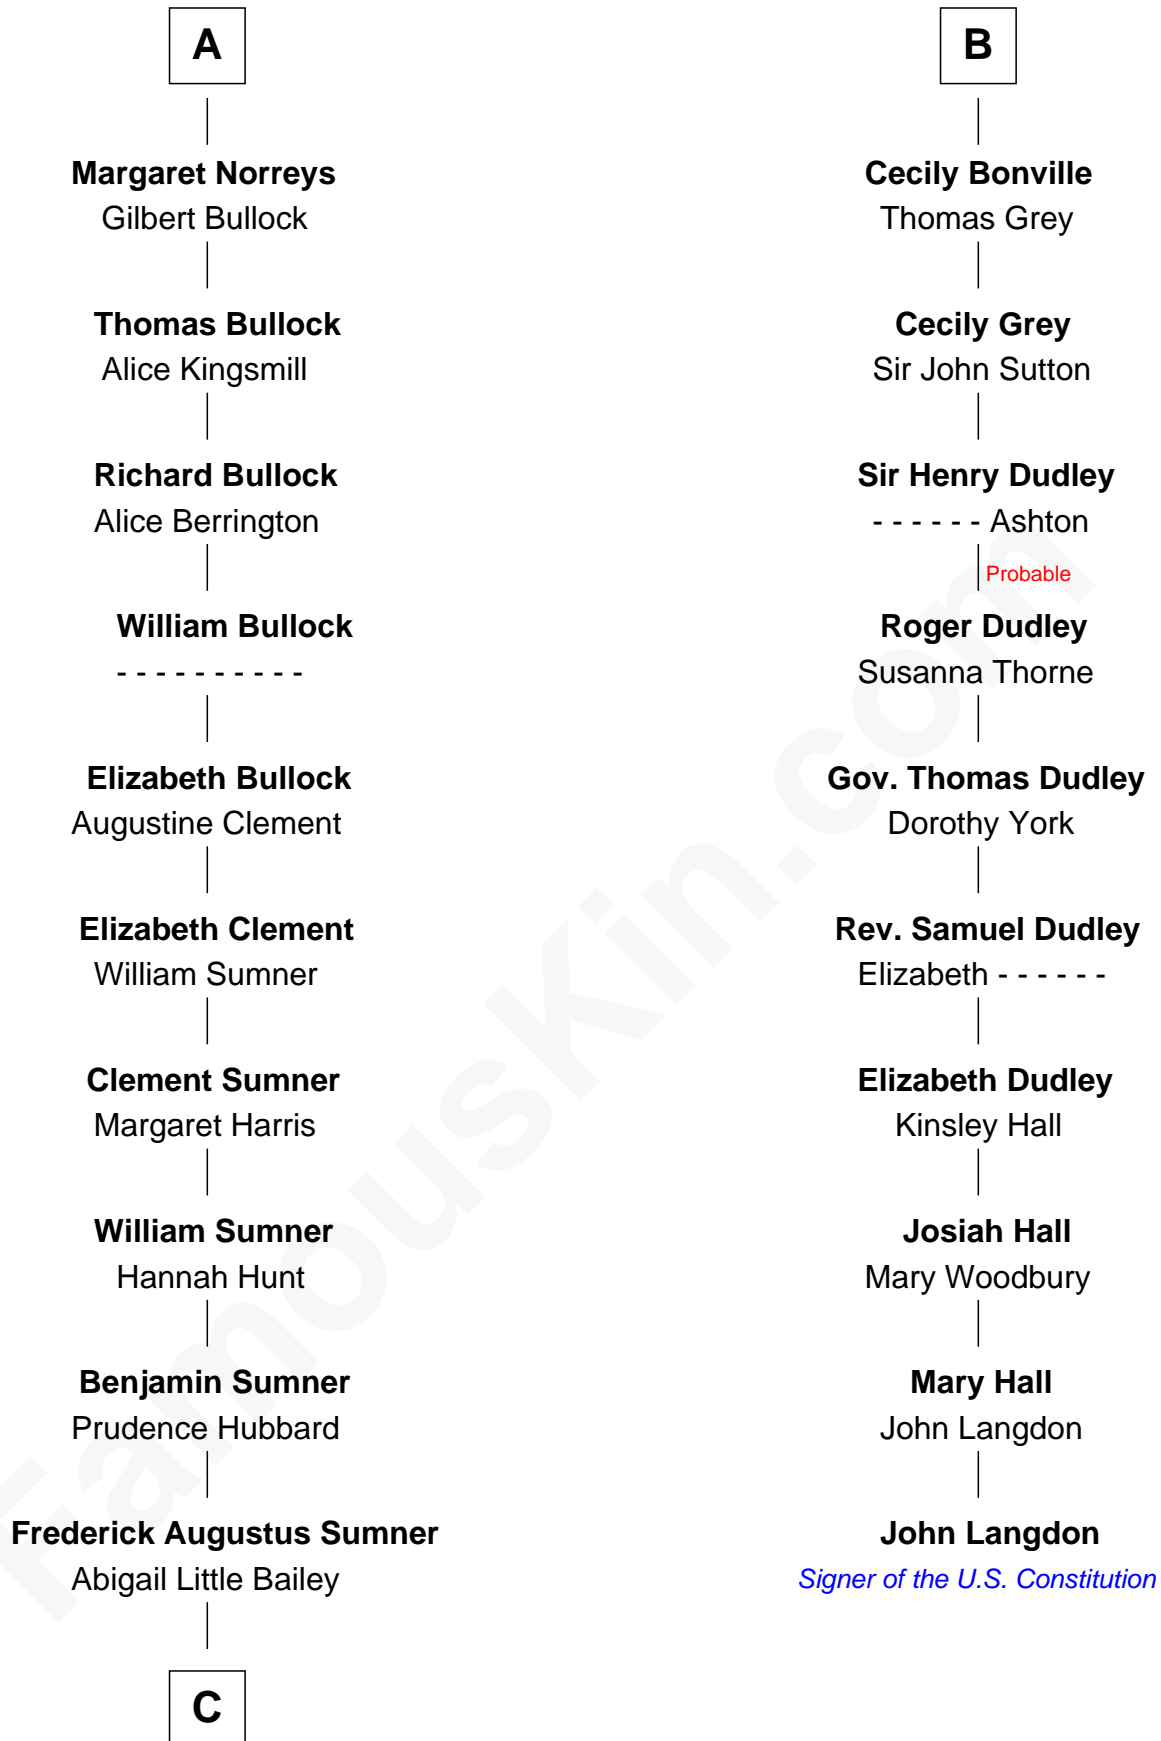 A
Margaret Norreys
Gilbert Bullock
Thomas Bullock
Alice Kingsmill
Richard Bullock
Alice Berrington
William Bullock
- - - - - - - - - -
Elizabeth Bullock
Augustine Clement
Elizabeth Clement
William Sumner
Clement Sumner
Margaret Harris
William Sumner
Hannah Hunt
Benjamin Sumner
Prudence Hubbard
Frederick Augustus Sumner
Abigail Little Bailey
C
B
Cecily Bonville
Thomas Grey
Cecily Grey
Sir John Sutton
Sir Henry Dudley
- - - - - - Ashton
Probable
Roger Dudley
Susanna Thorne
Gov. Thomas Dudley
Dorothy York
Rev. Samuel Dudley
Elizabeth - - - - - -
Elizabeth Dudley
Kinsley Hall
Josiah Hall
Mary Woodbury
Mary Hall
John Langdon
John Langdon
Signer of the U.S. Constitution
FamousKin.com